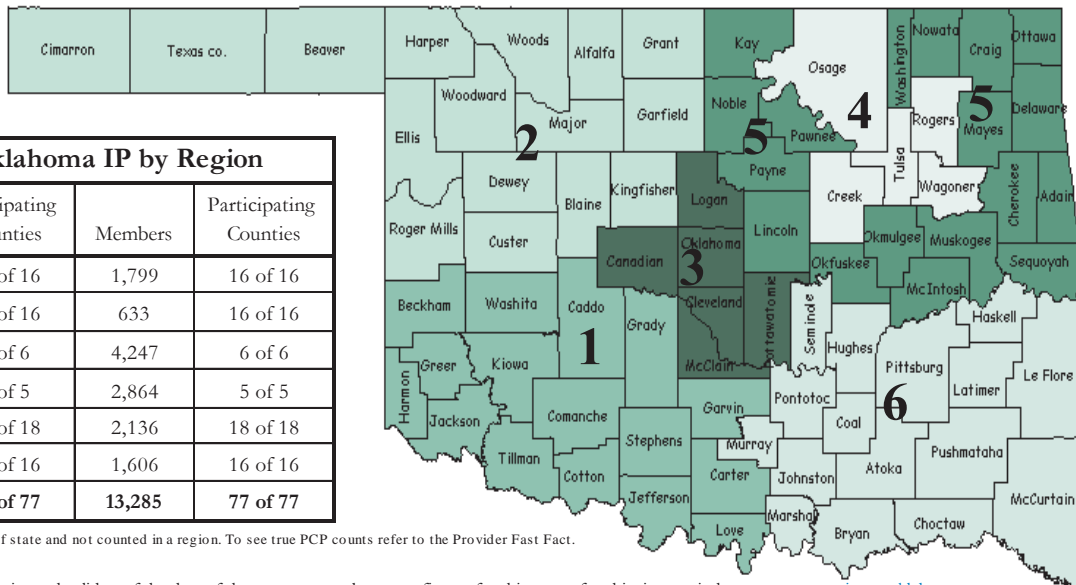 klahoma IP by Region
ipating Participating
nties Members Counties
of 16 1,799 16 of 16
of 16 633 16 of 16
of 6 4,247 6 of 6
of 5 2,864 5 of 5
of 18 2,136 18 of 18
of 16 1,606 16 of 16
of 77 13,285 77 of 77
Cimarron Texas co. Beaver Harper Woods Alfalfa Grant Kay Osage Washington Nowata Craig Ottawa
Woodward Major Garfield Noble Pawnee Rogers Mayes Delaware
2 4 5 5
Ellis Dewey Blaine Kingfisher Logan Payne Creek Tulsa Wagoner Cherokee Adair
Roger Mills Custer Canadian Oklahoma Lincoln Okfuskee Okmulgee Muskogee Sequoyah
3
Beckham Washita Caddo Grady Cleveland Pottawatomie Seminole McIntosh Haskell
1
Harmon Greer Kiowa McClain Hughes Pittsburg Latimer Le Flore
6
Jackson Comanche Garvin Pontotoc Coal
Tillman Stephens Murray Atoka Pushmataha
Cotton Carter Johnston McCurtain
Jefferson Love Marshal Bryan Choctaw
f state and not counted in a region. To see true PCP counts refer to the Provider Fast Fact.